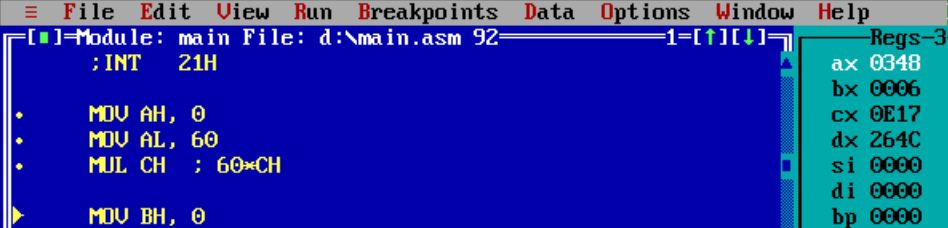 ≡ File Edit View Run Breakpoints Data Options Window Help
[■]=Module: main File: d:\main.asm 92 1=[↑][↓]
Regs-3
;INT 21H
MOV AH, 0
MOV AL, 60
MUL CH ; 60*CH
MOV BH, 0
ax 0348
bx 0006
cx 0E17
dx 264C
si 0000
di 0000
bp 0000